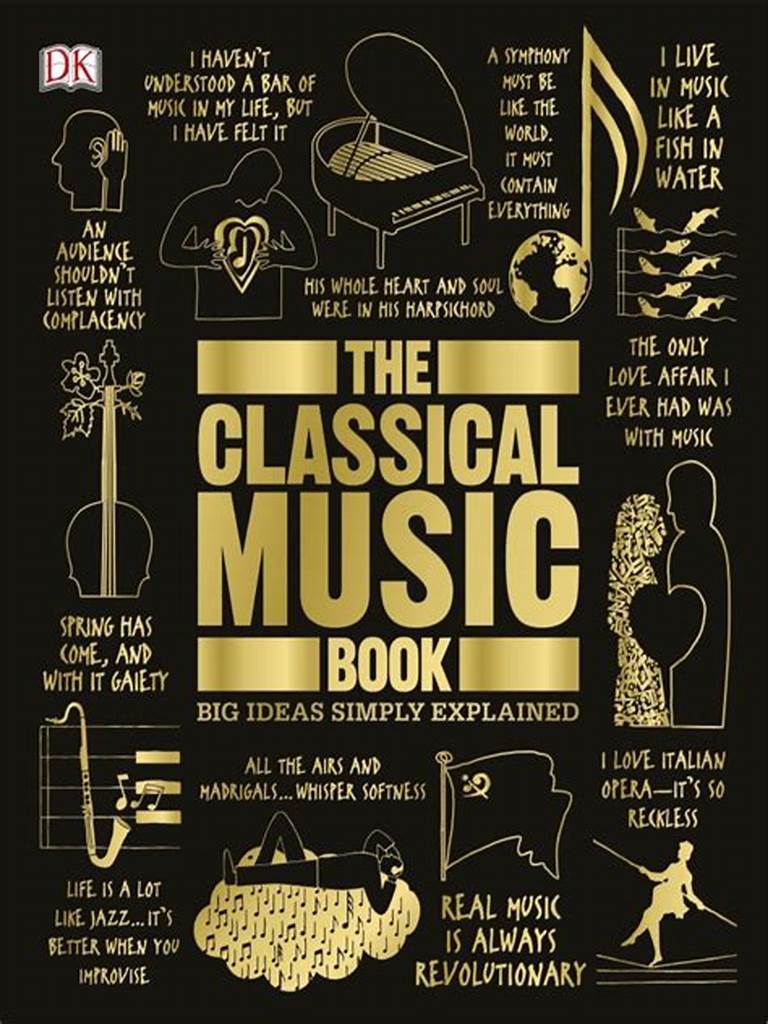 DK
I HAVEN'T
UNDERSTOOD A BAR OF
MUSIC IN MY LIFE, BUT
I HAVE FELT IT
A SYMPHONY
MUST BE
LIKE THE
WORLD.
IT MUST
CONTAIN
EVERYTHING
I LIVE
IN MUSIC
LIKE A
FISH IN
WATER
AN
AUDIENCE
SHOULDN'T
LISTEN WITH
COMPLACENCY
HIS WHOLE HEART AND SOUL
WERE IN HIS HARPSICHORD
THE ONLY
LOVE AFFAIR I
EVER HAD WAS
WITH MUSIC
THE
CLASSICAL
MUSIC
BOOK
BIG IDEAS SIMPLY EXPLAINED
SPRING HAS
COME, AND
WITH IT GAIETY
ALL THE AIRS AND
MADRIGALS...WHISPER SOFTNESS
I LOVE ITALIAN
OPERA—IT'S SO
RECKLESS
LIFE IS A LOT
LIKE JAZZ...IT'S
BETTER WHEN YOU
IMPROVISE
REAL MUSIC
IS ALWAYS
REVOLUTIONARY